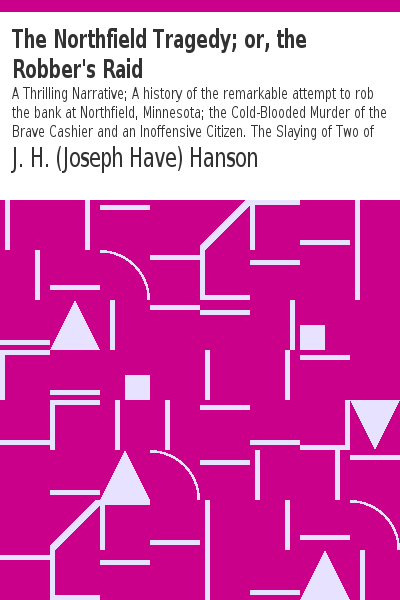 The Northfield Tragedy; or, the
Robber's Raid
A Thrilling Narrative; A history of the remarkable attempt to rob
the bank at Northfield, Minnesota; the Cold-Blooded Murder of the
Brave Cashier and an Inoffensive Citizen. The Slaying of Two of
J. H. (Joseph Have) Hanson